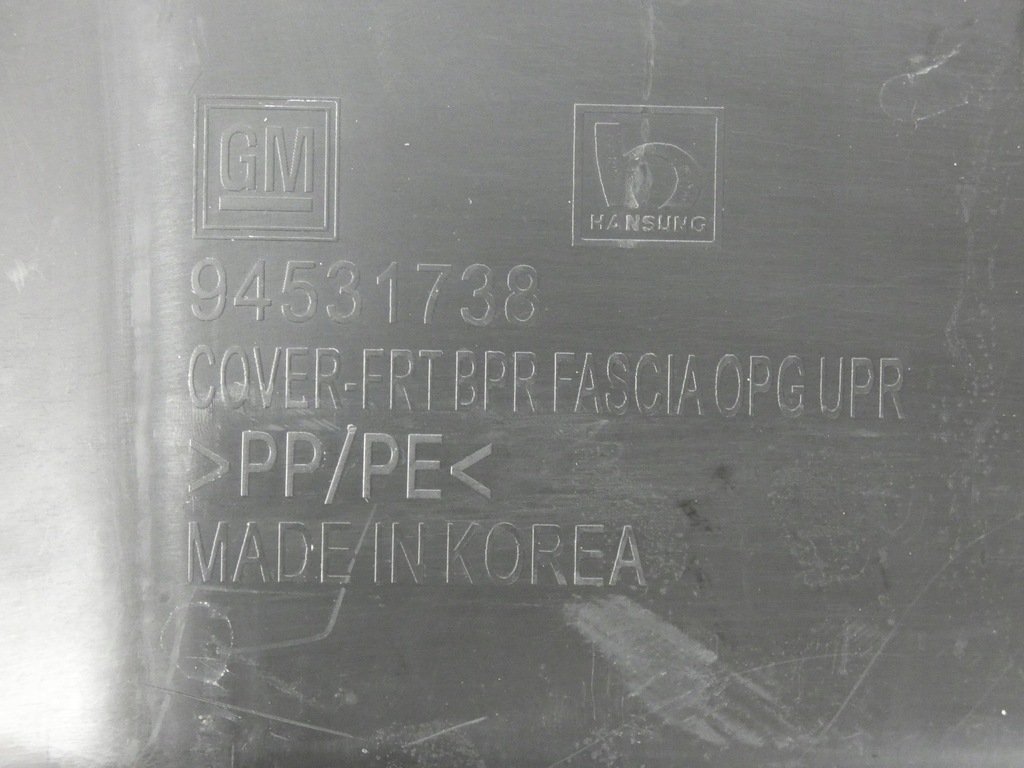 GM
HANSUNG
94531738
COVER-FRT BPR FASCIA OPG UPR
>PP/PE<
MADE IN KOREA